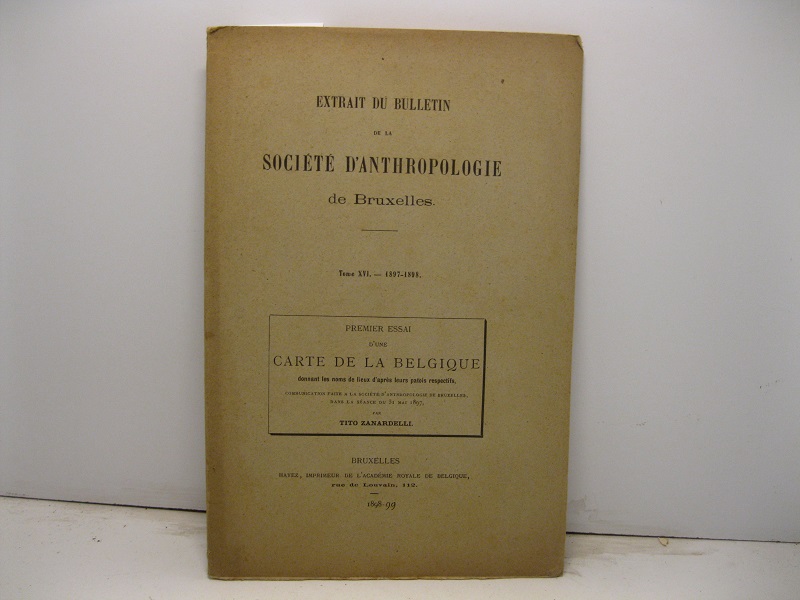 EXTRAIT DU BULLETIN
DE LA
SOCIÉTÉ D'ANTHROPOLOGIE
de Bruxelles.
Tome XVI. — 1897-1898.
PREMIER ESSAI
D'UNE
CARTE DE LA BELGIQUE
donnant les noms de lieux d'après leurs patois respectifs,
COMMUNICATION FAITE A LA SOCIÉTÉ D'ANTHROPOLOGIE DE BRUXELLES,
DANS LA SÉANCE DU 31 MAI 1897,
PAR
TITO ZANARDELLI.
BRUXELLES
HAYEZ, IMPRIMEUR DE L'ACADÉMIE ROYALE DE BELGIQUE,
rue de Louvain, 112.
1898-99